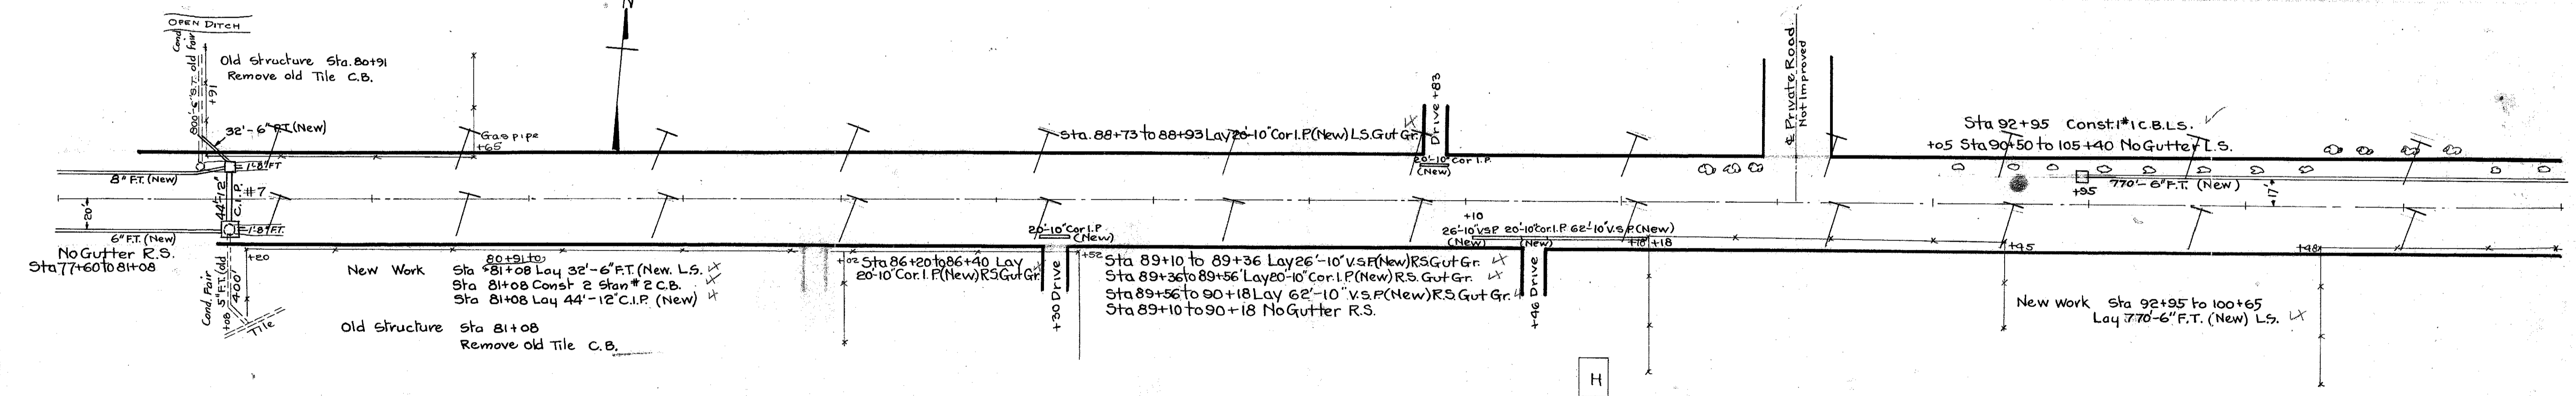 N
OPEN DITCH
Cond. fair
800'-6" S.T. old
+91
Old Structure Sta. 80+91
Remove old Tile C.B.
32'-6" F.T. (New)
Gas pipe
+65
1'-8" FT
8" F.T. (New)
44'-12"
C.I.P.
#7
20'
1'-8" FT.
6" F.T. (New)
No Gutter R.S.
Sta 77+60 to 81+08
Cond. Fair
5" F.T. (old
400'
+08
Tile
+20
New Work
80+91 to
Sta 81+08 Lay 32'-6" F.T. (New. L.S.
Sta 81+08 Const 2 Stan # 2 C.B.
Sta 81+08 Lay 44'-12" C.I.P. (New)
Old Structure Sta 81+08
Remove old Tile C.B.
+02
Sta 86+20 to 86+40 Lay
20'-10" Cor. I.P. (New) R.S. Gut Gr.
20'-10" Cor I.P.
(New)
+30 Drive
+52
Sta. 88+73 to 88+93 Lay 20'-10" Cor I.P. (New) L.S. Gut Gr.
Drive +83
20'-10" Cor I.P.
(New)
Sta 89+10 to 89+36 Lay 26'-10" V.S.P. (New) R.S. Gut Gr.
Sta 89+36 to 89+56 Lay 20'-10" Cor. I.P. (New) R.S. Gut Gr.
Sta 89+56 to 90+18 Lay 62'-10" V.S.P. (New) R.S. Gut Gr.
Sta 89+10 to 90+18 No Gutter R.S.
+10
26'-10" V.S.P. 20'-10" Cor. I.P. 62'-10" V.S.P. (New)
(New) (New) +18 +18
+46 Drive
H
℄ Private Road
Not Improved
Sta 92+95 Const. 1 #1 C.B. L.S.
+05 Sta 90+50 to 105+40 No Gutter L.S.
+95
770'-6" F.T. (New)
17'
+45
+48
New Work Sta 92+95 to 100+65
Lay 770'-6" F.T. (New) L.S.